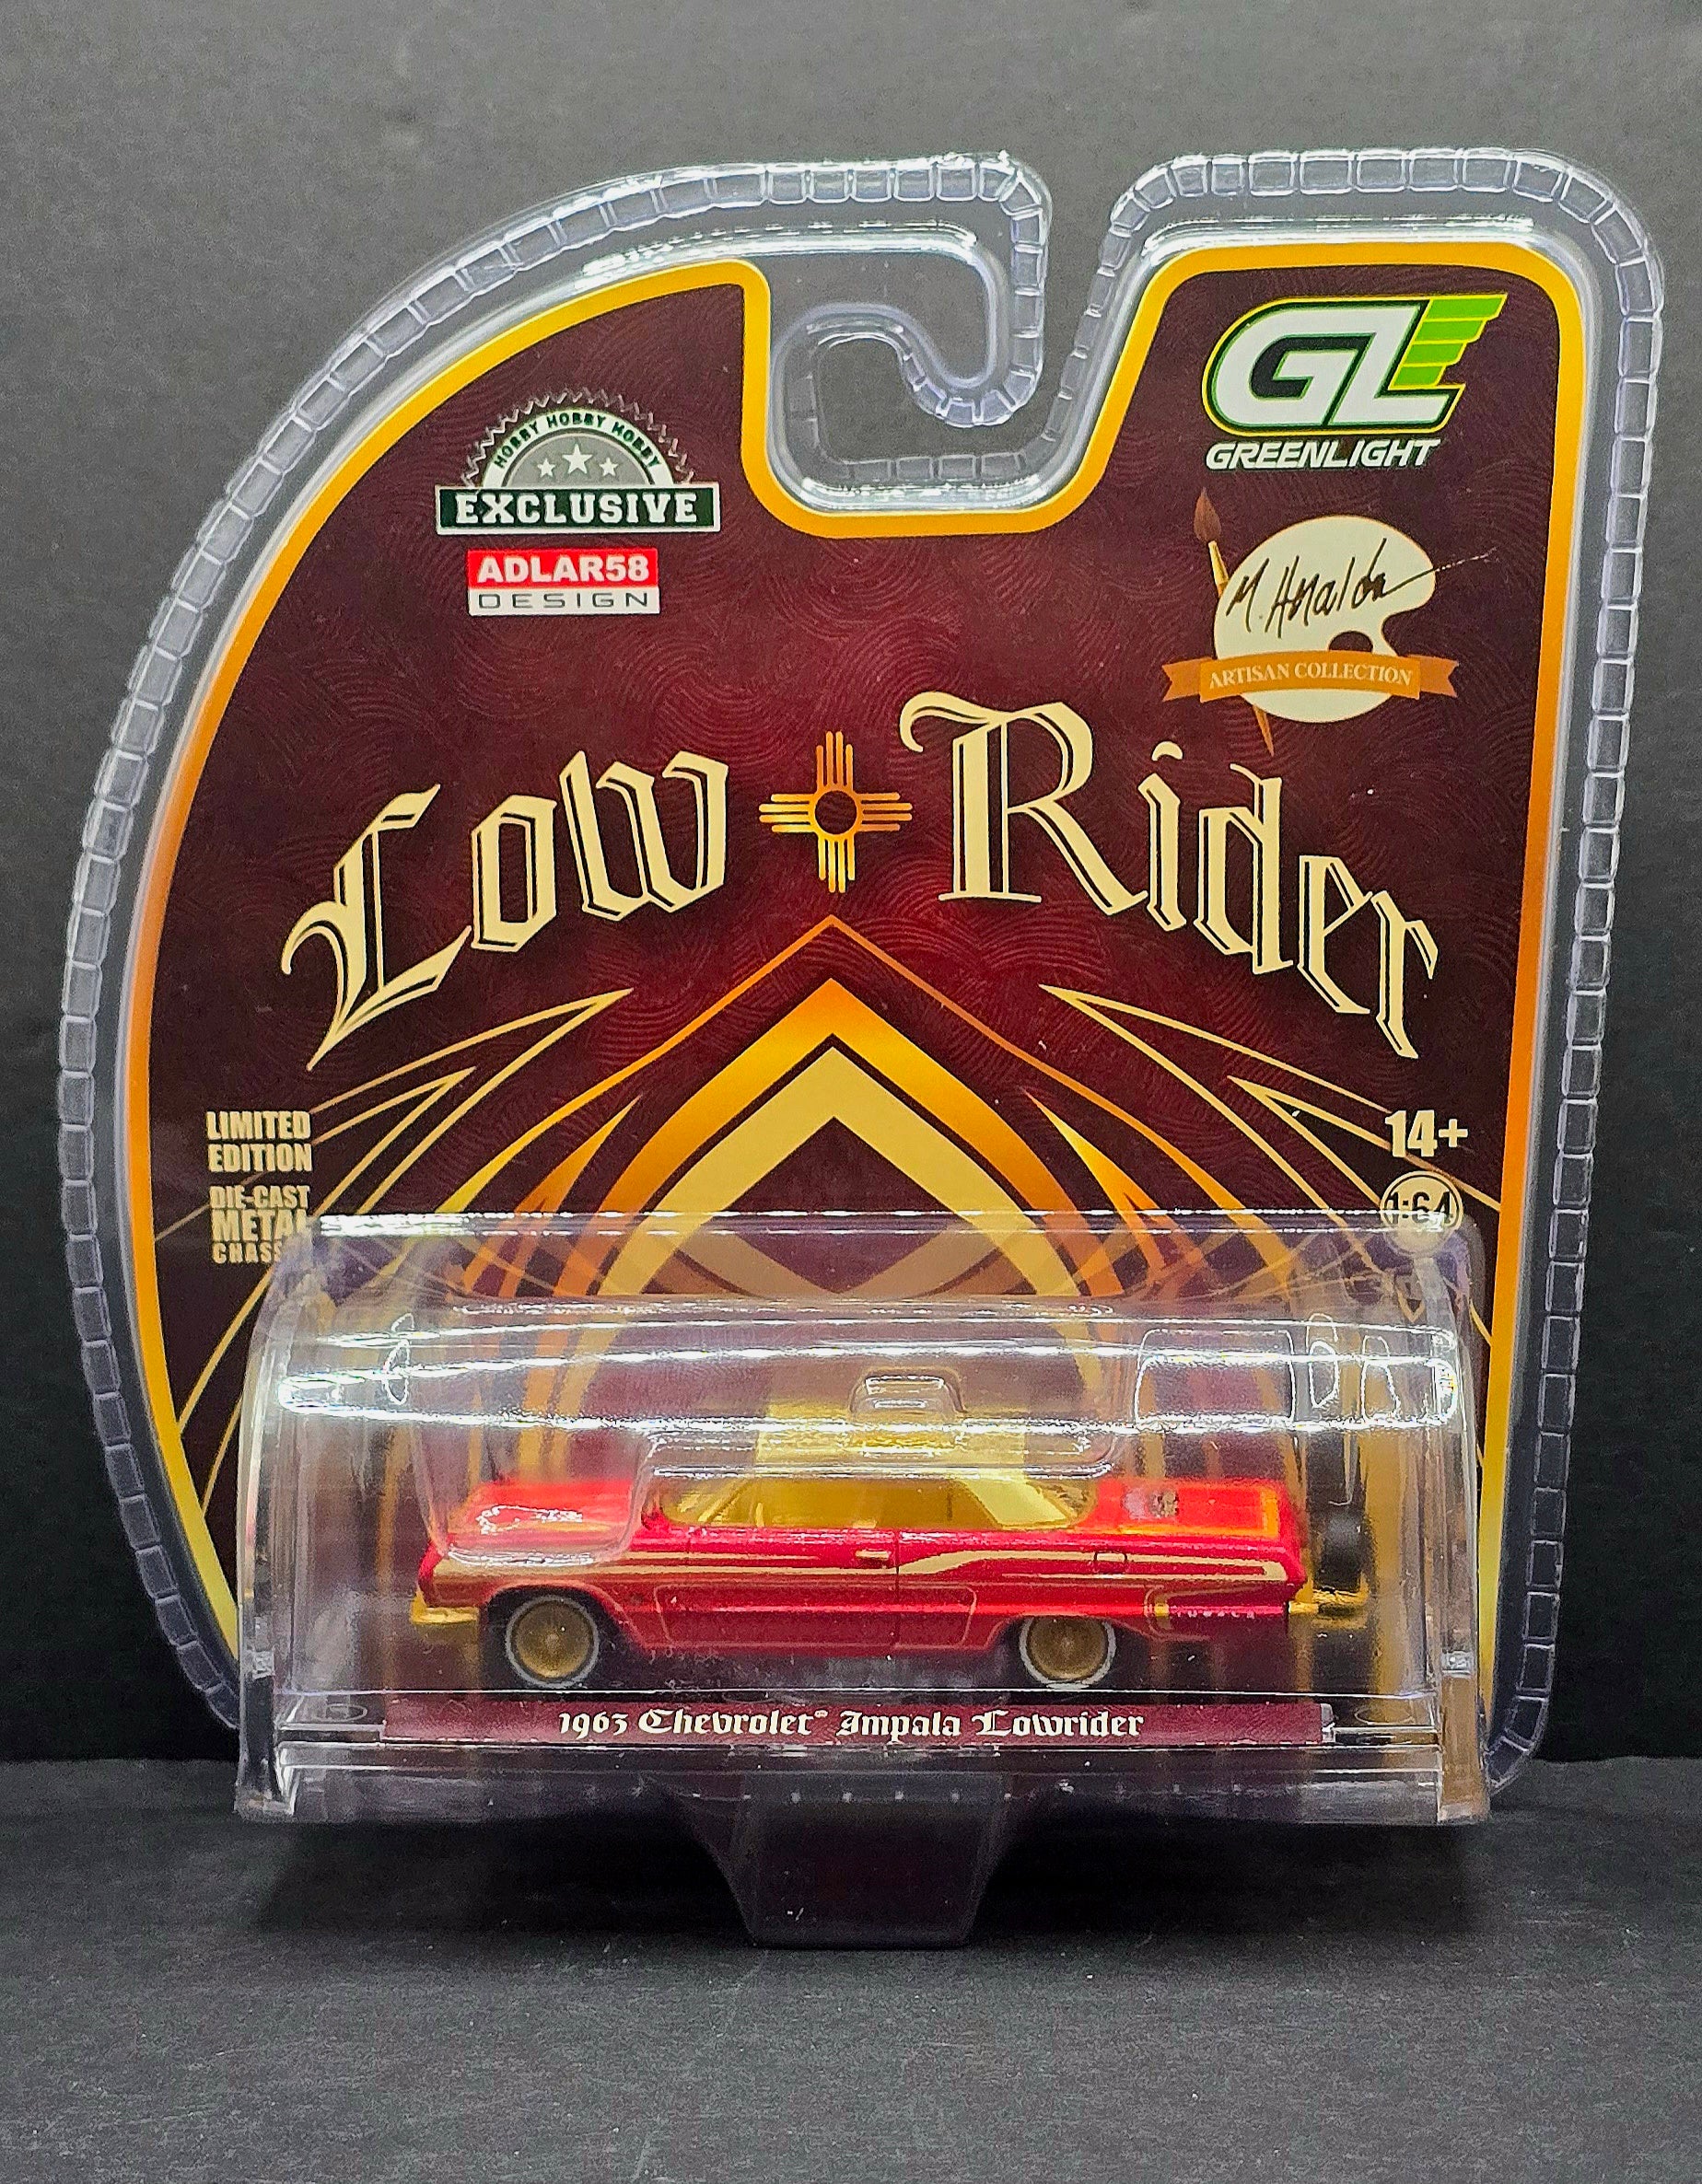 GL
GREENLIGHT
HOBBY HOBBY HOBBY
EXCLUSIVE
ADLAR58
DESIGN
ARTISAN COLLECTION
Low Rider
LIMITED
EDITION
DIE-CAST
METAL
14+
1:64
1963 Chevrolet® Impala Lowrider